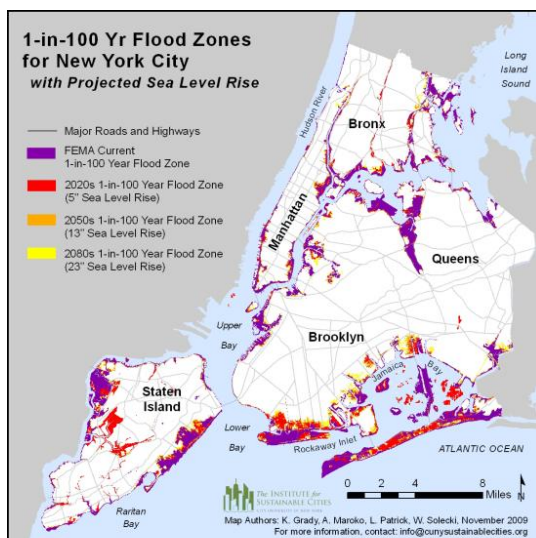 1-in-100 Yr Flood Zones
for New York City
with Projected Sea Level Rise
Major Roads and Highways
FEMA Current
1-in-100 Year Flood Zone
2020s 1-in-100 Year Flood Zone
(5" Sea Level Rise)
2050s 1-in-100 Year Flood Zone
(13" Sea Level Rise)
2080s 1-in-100 Year Flood Zone
(23" Sea Level Rise)
Long
Island
Sound
Hudson River
Bronx
Manhattan
Queens
Upper
Bay
Brooklyn
Jamaica
Bay
Staten
Island
Lower
Bay
Rockaway Inlet
ATLANTIC OCEAN
Raritan
Bay
The Institute for
Sustainable Cities
0 2 4 8
Miles
N
Map Authors: K. Grady, A. Maroko, L. Patrick, W. Solecki, November 2009
For more information, contact: info@cunysustainablecities.org